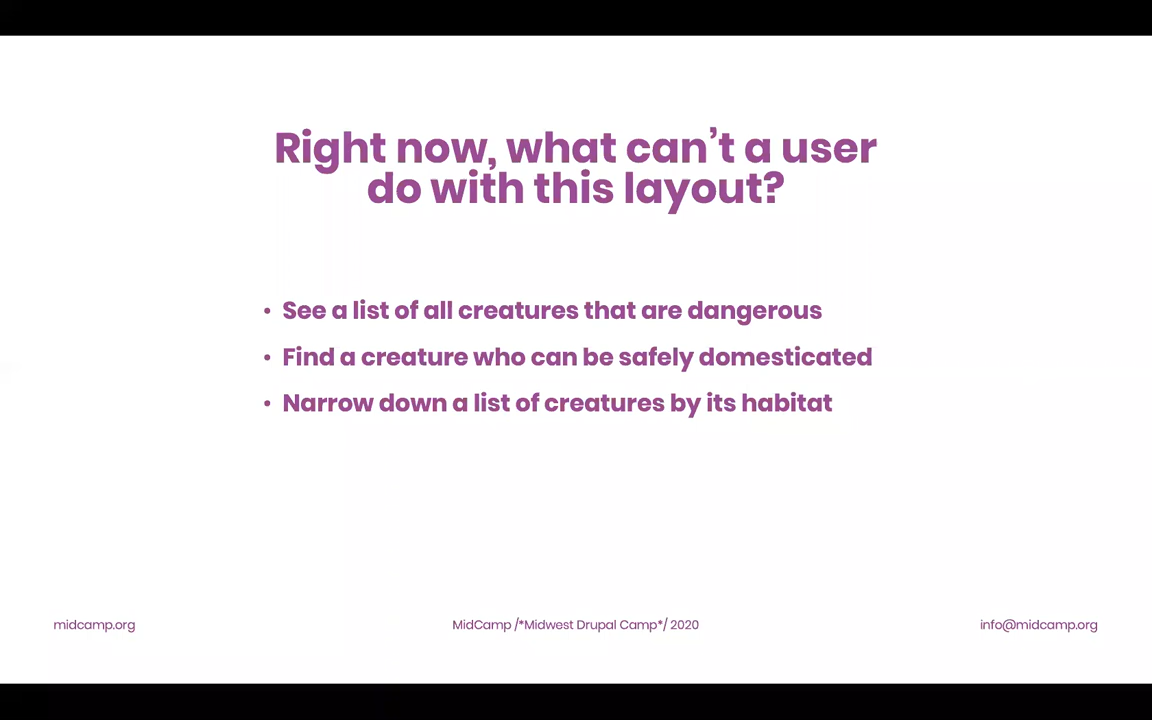 Right now, what can’t a user
do with this layout?
• See a list of all creatures that are dangerous
• Find a creature who can be safely domesticated
• Narrow down a list of creatures by its habitat
midcamp.org
MidCamp /*Midwest Drupal Camp*/ 2020
info@midcamp.org